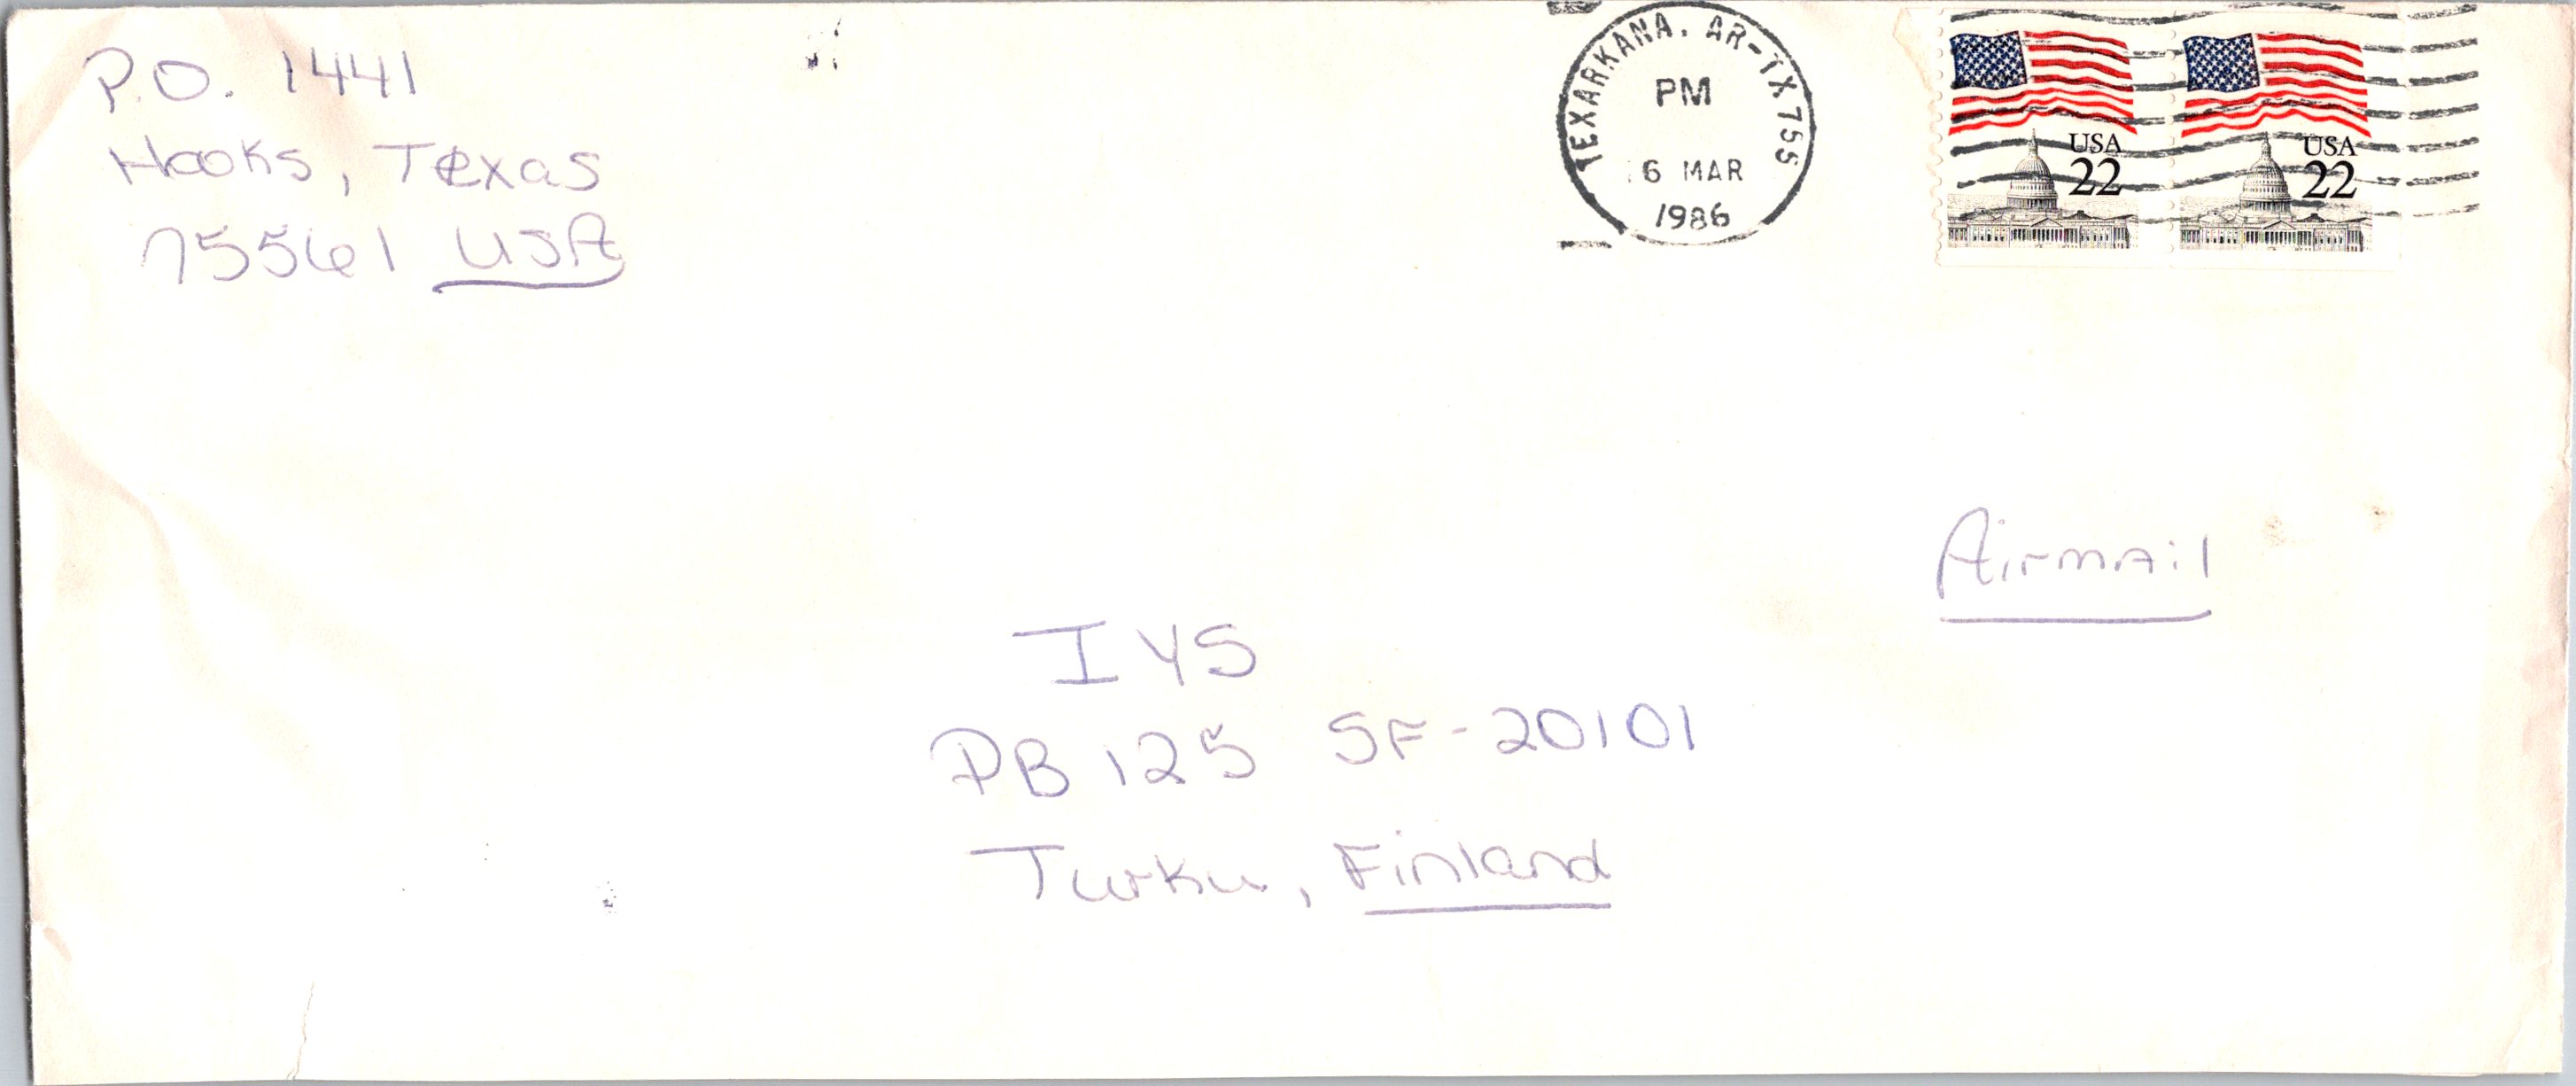 P.O. 1441
Hooks, Texas
75561 USA
TEXARKANA, AR-TX 755
PM
6 MAR
1986
USA
22
USA
22
Airmail
IYS
PB 125 SF-20101
Turku, Finland